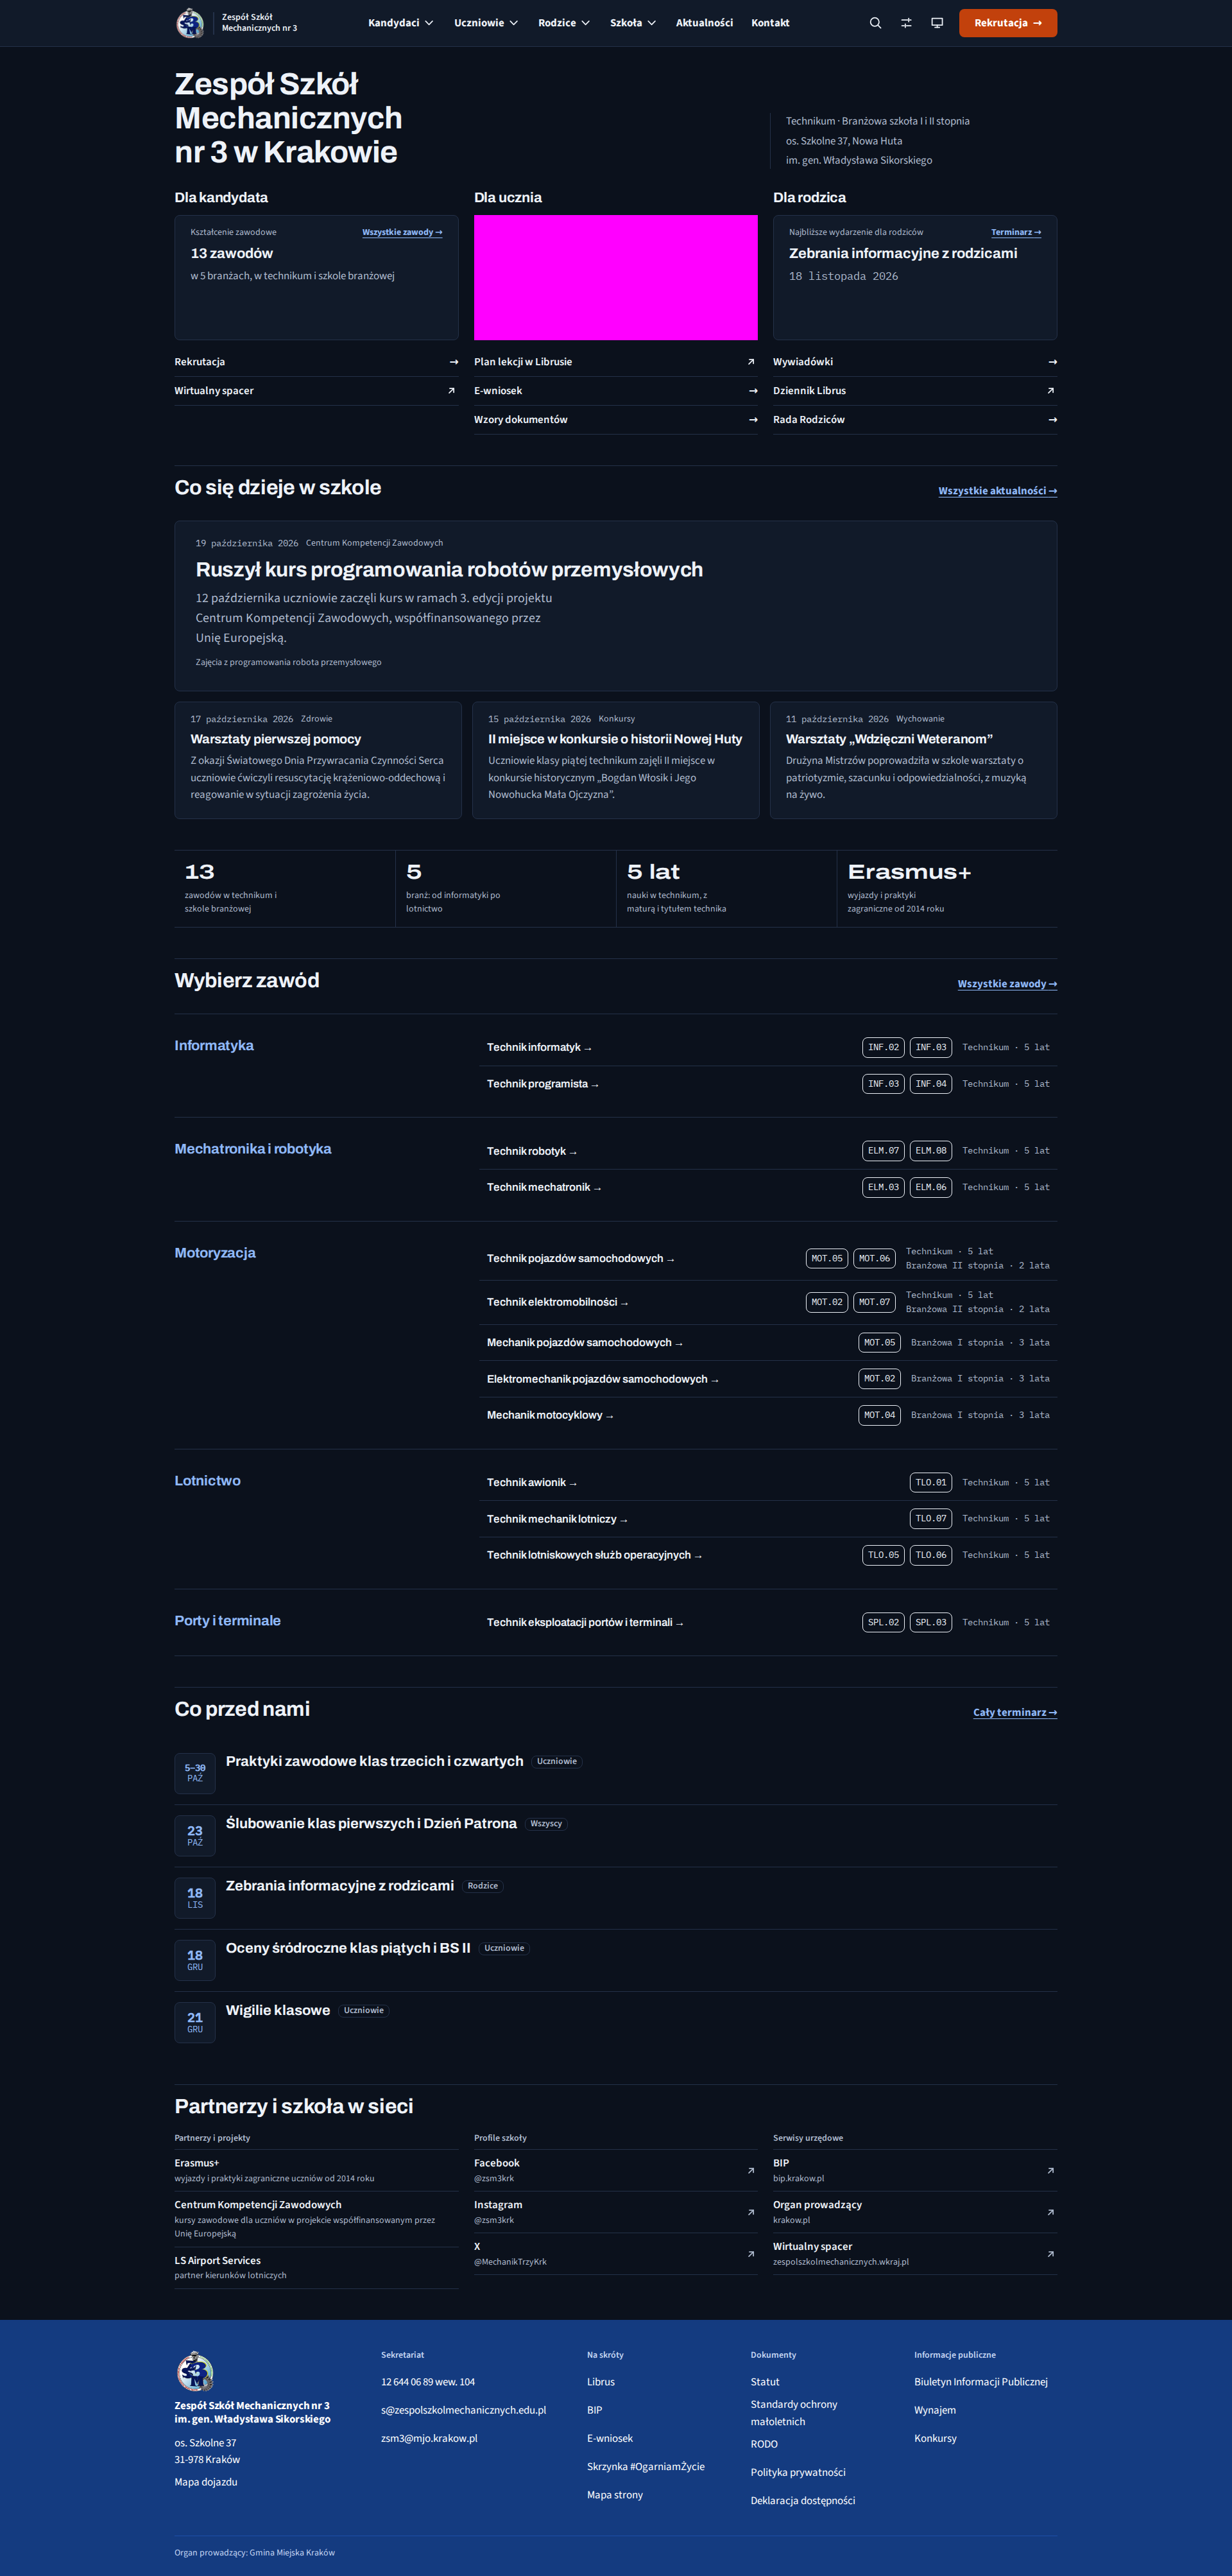 Zespół Szkół
Mechanicznych nr 3
Kandydaci
Uczniowie
Rodzice
Szkoła
Aktualności
Kontakt
Rekrutacja →
Zespół Szkół
Mechanicznych
nr 3 w Krakowie
Technikum · Branżowa szkoła I i II stopnia
os. Szkolne 37, Nowa Huta
im. gen. Władysława Sikorskiego
Dla kandydata
Kształcenie zawodowe
Wszystkie zawody →
13 zawodów
w 5 branżach, w technikum i szkole branżowej
Rekrutacja →
Wirtualny spacer ↗
Dla ucznia
Plan lekcji w Librusie ↗
E-wniosek →
Wzory dokumentów →
Dla rodzica
Najbliższe wydarzenie dla rodziców
Terminarz →
Zebrania informacyjne z rodzicami
18 listopada 2026
Wywiadówki →
Dziennik Librus ↗
Rada Rodziców →
Co się dzieje w szkole
Wszystkie aktualności →
19 października 2026 Centrum Kompetencji Zawodowych
Ruszył kurs programowania robotów przemysłowych
12 października uczniowie zaczęli kurs w ramach 3. edycji projektu
Centrum Kompetencji Zawodowych, współfinansowanego przez
Unię Europejską.
Zajęcia z programowania robota przemysłowego
17 października 2026 Zdrowie
Warsztaty pierwszej pomocy
Z okazji Światowego Dnia Przywracania Czynności Serca
uczniowie ćwiczyli resuscytację krążeniowo-oddechową i
reagowanie w sytuacji zagrożenia życia.
15 października 2026 Konkursy
II miejsce w konkursie o historii Nowej Huty
Uczniowie klasy piątej technikum zajęli II miejsce w
konkursie historycznym „Bogdan Włosik i Jego
Nowohucka Mała Ojczyzna”.
11 października 2026 Wychowanie
Warsztaty „Wdzięczni Weteranom”
Drużyna Mistrzów poprowadziła w szkole warsztaty o
patriotyzmie, szacunku i odpowiedzialności, z muzyką
na żywo.
13
zawodów w technikum i
szkole branżowej
5
branż: od informatyki po
lotnictwo
5 lat
nauki w technikum, z
maturą i tytułem technika
Erasmus+
wyjazdy i praktyki
zagraniczne od 2014 roku
Wybierz zawód
Wszystkie zawody →
Informatyka
Technik informatyk → INF.02 INF.03 Technikum · 5 lat
Technik programista → INF.03 INF.04 Technikum · 5 lat
Mechatronika i robotyka
Technik robotyk → ELM.07 ELM.08 Technikum · 5 lat
Technik mechatronik → ELM.03 ELM.06 Technikum · 5 lat
Motoryzacja
Technik pojazdów samochodowych → MOT.05 MOT.06 Technikum · 5 lat
Branżowa II stopnia · 2 lata
Technik elektromobilności → MOT.02 MOT.07 Technikum · 5 lat
Branżowa II stopnia · 2 lata
Mechanik pojazdów samochodowych → MOT.05 Branżowa I stopnia · 3 lata
Elektromechanik pojazdów samochodowych → MOT.02 Branżowa I stopnia · 3 lata
Mechanik motocyklowy → MOT.04 Branżowa I stopnia · 3 lata
Lotnictwo
Technik awionik → TLO.01 Technikum · 5 lat
Technik mechanik lotniczy → TLO.07 Technikum · 5 lat
Technik lotniskowych służb operacyjnych → TLO.05 TLO.06 Technikum · 5 lat
Porty i terminale
Technik eksploatacji portów i terminali → SPL.02 SPL.03 Technikum · 5 lat
Co przed nami
Cały terminarz →
5–30
PAŹ
Praktyki zawodowe klas trzecich i czwartych Uczniowie
23
PAŹ
Ślubowanie klas pierwszych i Dzień Patrona Wszyscy
18
LIS
Zebrania informacyjne z rodzicami Rodzice
18
GRU
Oceny śródroczne klas piątych i BS II Uczniowie
21
GRU
Wigilie klasowe Uczniowie
Partnerzy i szkoła w sieci
Partnerzy i projekty
Erasmus+
wyjazdy i praktyki zagraniczne uczniów od 2014 roku
Centrum Kompetencji Zawodowych
kursy zawodowe dla uczniów w projekcie współfinansowanym przez
Unię Europejską
LS Airport Services
partner kierunków lotniczych
Profile szkoły
Facebook ↗
@zsm3krk
Instagram ↗
@zsm3krk
X ↗
@MechanikTrzyKrk
Serwisy urzędowe
BIP ↗
bip.krakow.pl
Organ prowadzący ↗
krakow.pl
Wirtualny spacer ↗
zespolszkolmechanicznych.wkraj.pl
Zespół Szkół Mechanicznych nr 3
im. gen. Władysława Sikorskiego
os. Szkolne 37
31-978 Kraków
Mapa dojazdu
Sekretariat
12 644 06 89 wew. 104
s@zespolszkolmechanicznych.edu.pl
zsm3@mjo.krakow.pl
Na skróty
Librus
BIP
E-wniosek
Skrzynka #OgarniamŻycie
Mapa strony
Dokumenty
Statut
Standardy ochrony
małoletnich
RODO
Polityka prywatności
Deklaracja dostępności
Informacje publiczne
Biuletyn Informacji Publicznej
Wynajem
Konkursy
Organ prowadzący: Gmina Miejska Kraków